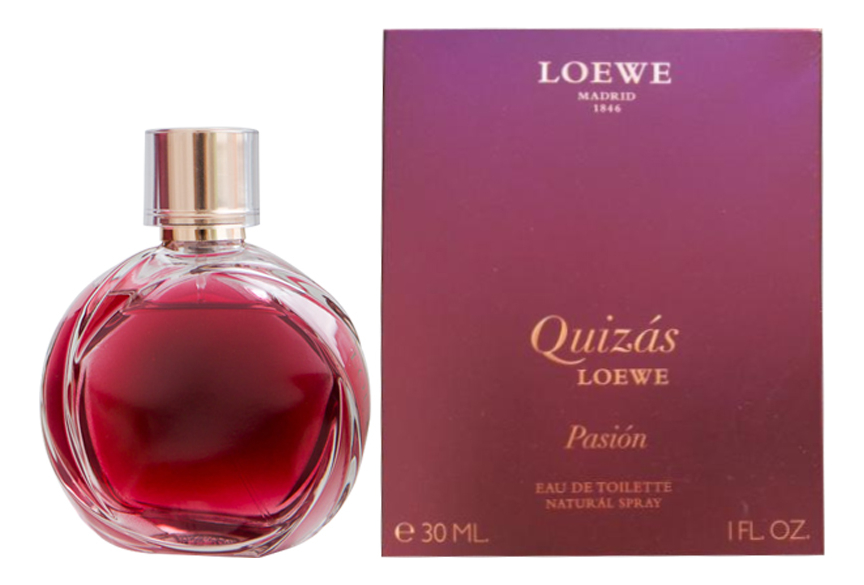 LOEWE
MADRID
1846
Quizás
LOEWE
Pasión
EAU DE TOILETTE
NATURAL SPRAY
e 30 ML.
1 FL. OZ.